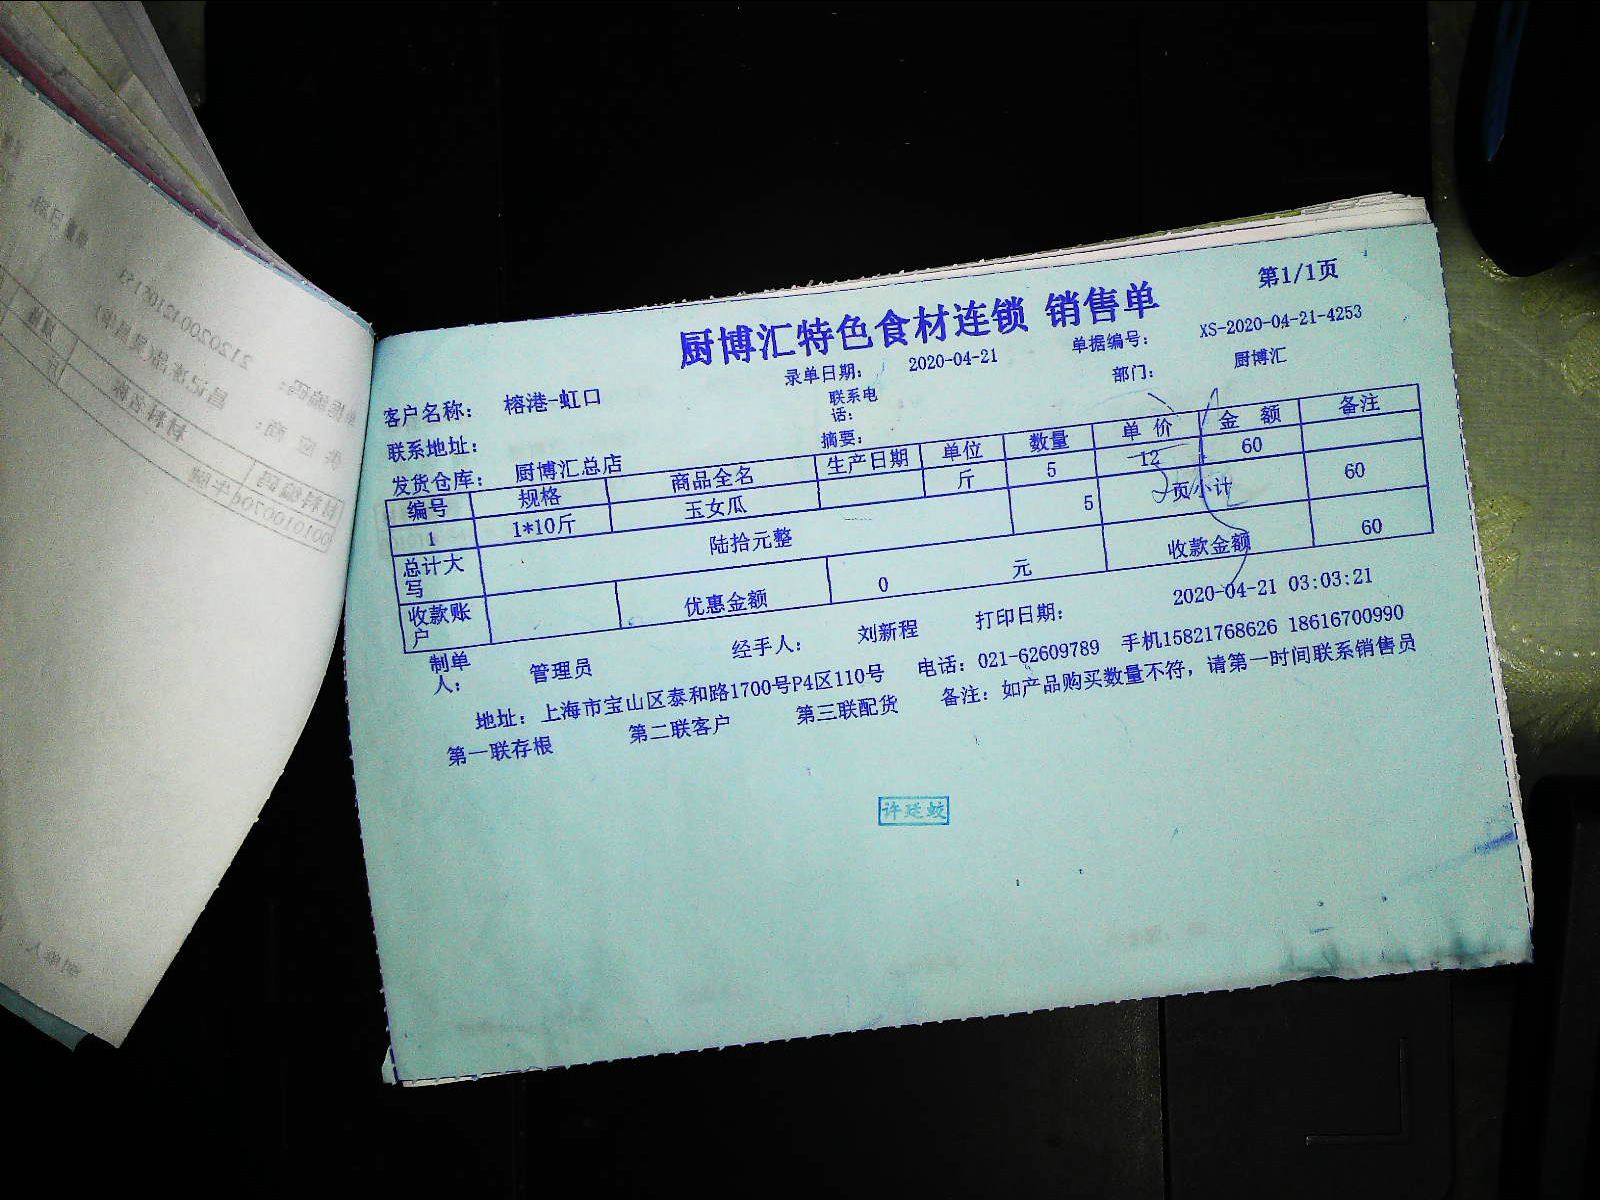 厨博汇特色食材连锁 销售单
第1/1页
客户名称： 榕港-虹口 录单日期： 2020-04-21 单据编号： XS-2020-04-21-4253
联系地址： 联系电话： 部门： 厨博汇
发货仓库： 厨博汇总店 摘要：
编号 规格 商品全名 生产日期 单位 数量 单价 金额 备注
1 1*10斤 玉女瓜 斤 5 12 60
总计大写 陆拾元整 5 页小计 60
收款账户 优惠金额 0 元 收款金额 60
制单人： 管理员 经手人： 刘新程 打印日期： 2020-04-21 03:03:21
地址：上海市宝山区泰和路1700号P4区110号 电话：021-62609789 手机15821768626 18616700990
第一联存根 第二联客户 第三联配货 备注：如产品购买数量不符，请第一时间联系销售员
许廷蛟